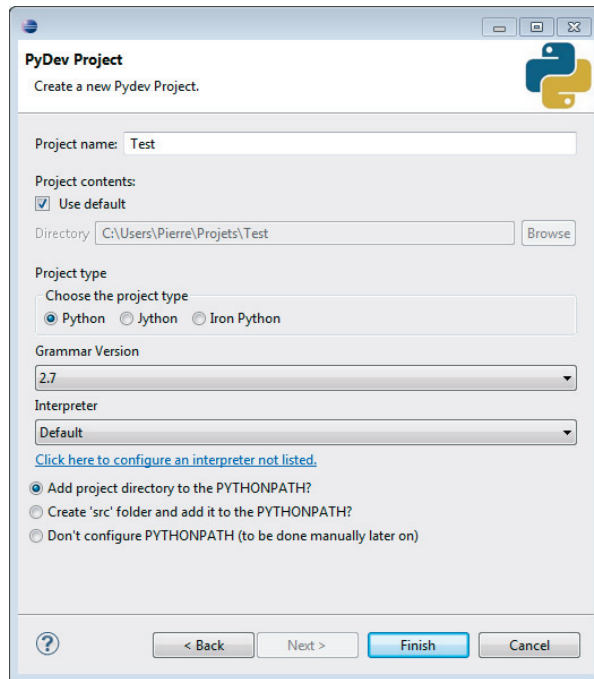 PyDev Project
Create a new Pydev Project.
Project name: Test
Project contents:
Use default
Directory C:\Users\Pierre\Projets\Test Browse
Project type
Choose the project type
Python Jython Iron Python
Grammar Version
2.7
Interpreter
Default
Click here to configure an interpreter not listed.
Add project directory to the PYTHONPATH?
Create 'src' folder and add it to the PYTHONPATH?
Don't configure PYTHONPATH (to be done manually later on)
? < Back Next > Finish Cancel